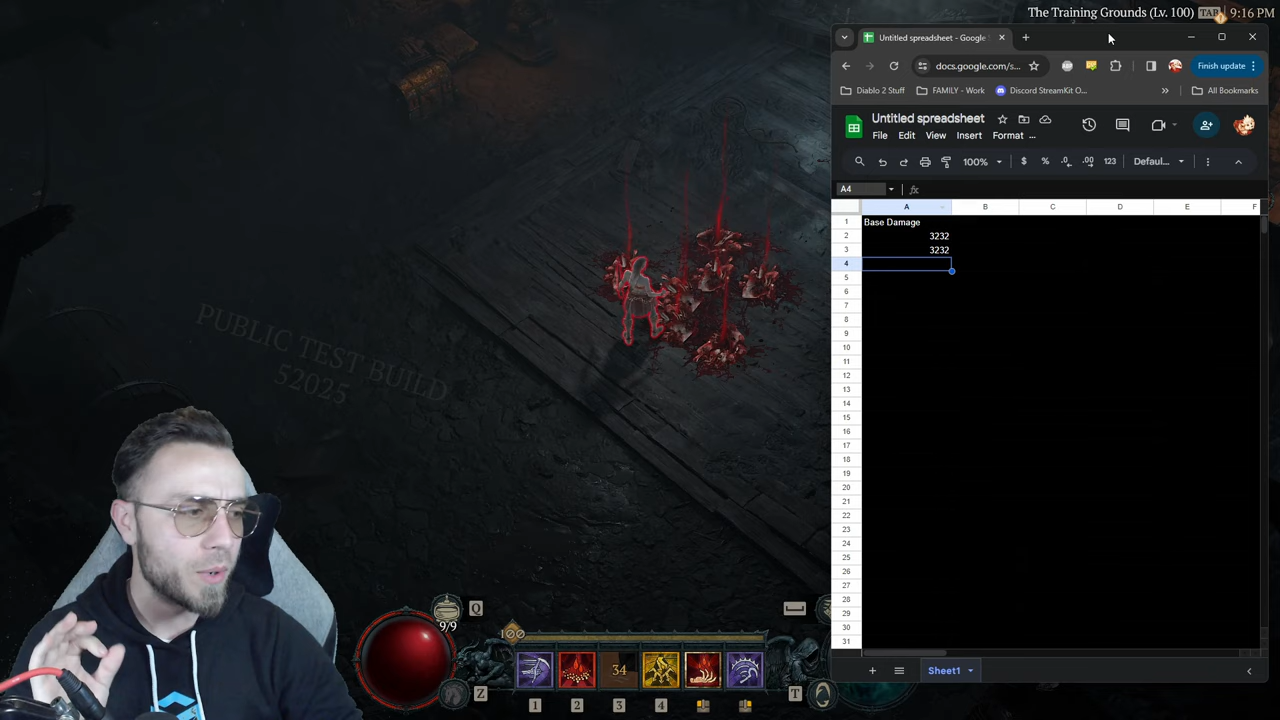 The Training Grounds (Lv. 100) TAB 9:16 PM
Untitled spreadsheet - Google
docs.google.com/s...
Finish update
Diablo 2 Stuff
FAMILY - Work
Discord StreamKit O...
All Bookmarks
Untitled spreadsheet
File Edit View Insert Format ...
100% $ % .0 .00 123 Defaul...
A4 fx
A B C D E F
1 Base Damage
2 3232
3 3232
4
5
6
7
8
9
10
11
12
13
14
15
16
17
18
19
20
21
22
23
24
25
26
27
28
29
30
31
Sheet1
PUBLIC TEST BUILD
52025
Q
9/9
100
34
Z 1 2 3 4 T